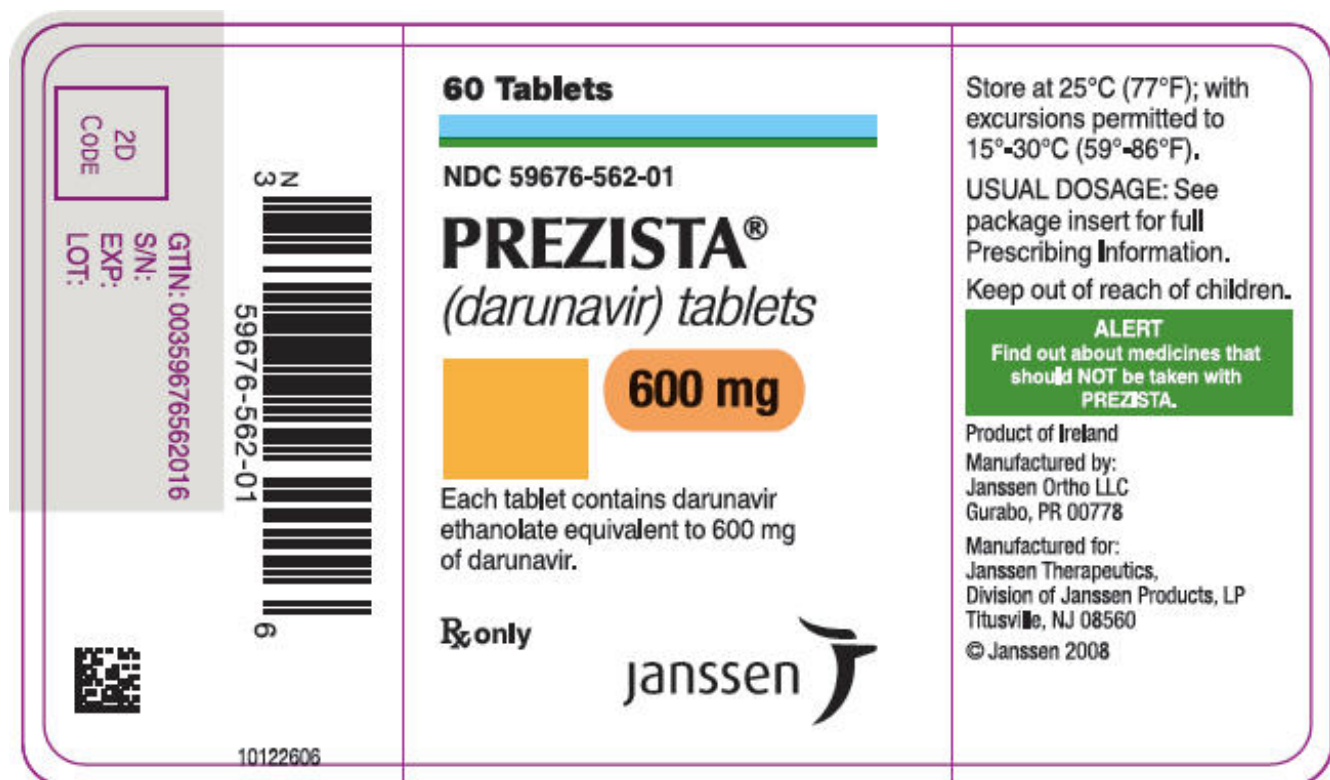 2D
CODE
GTIN: 00359676562016
S/N:
EXP:
LOT:
N
3
59676-562-01
6
10122606
60 Tablets
NDC 59676-562-01
PREZISTA®
(darunavir) tablets
600 mg
Each tablet contains darunavir
ethanolate equivalent to 600 mg
of darunavir.
Rx only
janssen
Store at 25°C (77°F); with
excursions permitted to
15°-30°C (59°-86°F).
USUAL DOSAGE: See
package insert for full
Prescribing Information.
Keep out of reach of children.
ALERT
Find out about medicines that
should NOT be taken with
PREZISTA.
Product of Ireland
Manufactured by:
Janssen Ortho LLC
Gurabo, PR 00778
Manufactured for:
Janssen Therapeutics,
Division of Janssen Products, LP
Titusville, NJ 08560
© Janssen 2008